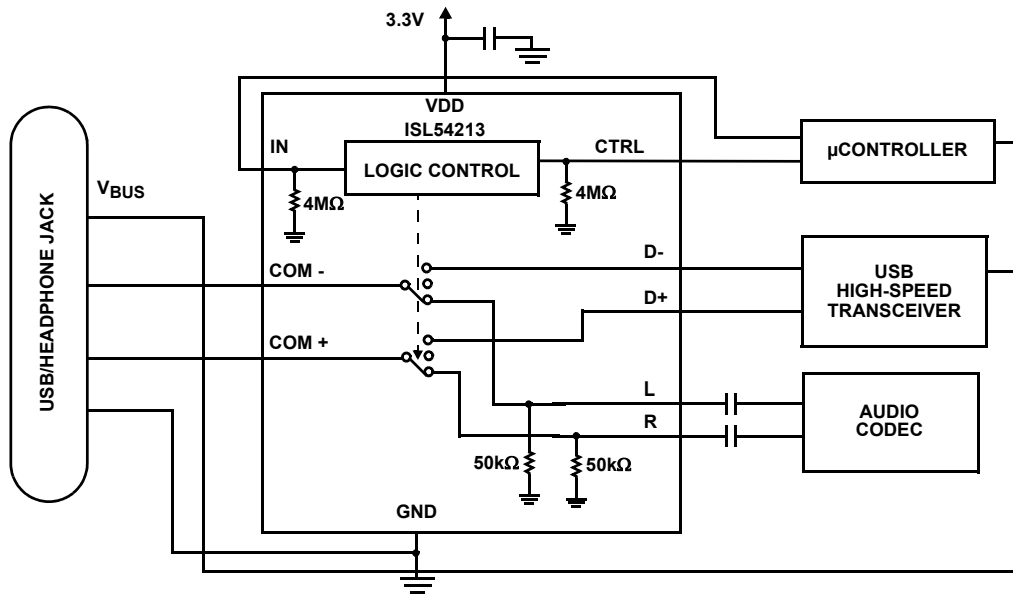 3.3V
VDD
ISL54213
IN
LOGIC CONTROL
CTRL
4MΩ
4MΩ
µCONTROLLER
VBUS
USB/HEADPHONE JACK
COM -
COM +
D-
D+
USB
HIGH-SPEED
TRANSCEIVER
L
R
AUDIO
CODEC
50kΩ
50kΩ
GND